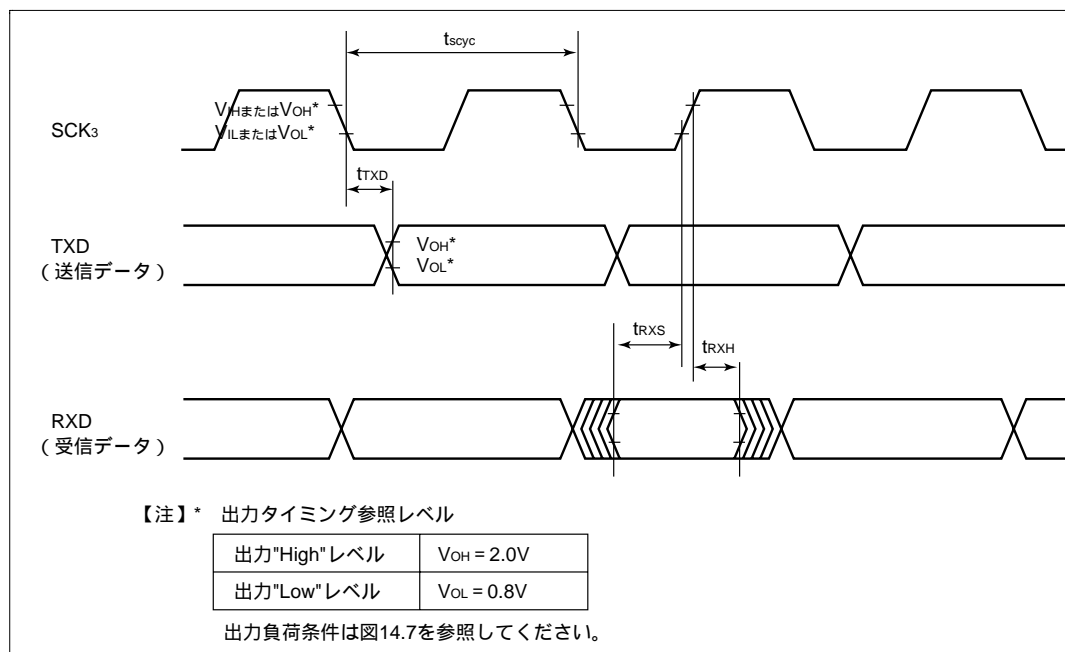 tscyc
SCK3
VIHまたはVOH*
VILまたはVOL*
tTXD
TXD
(送信データ)
VOH*
VOL*
tRXS
tRXH
RXD
(受信データ)
【注】* 出力タイミング参照レベル
出力"High"レベル VOH = 2.0V
出力"Low"レベル VOL = 0.8V
出力負荷条件は図14.7を参照してください。